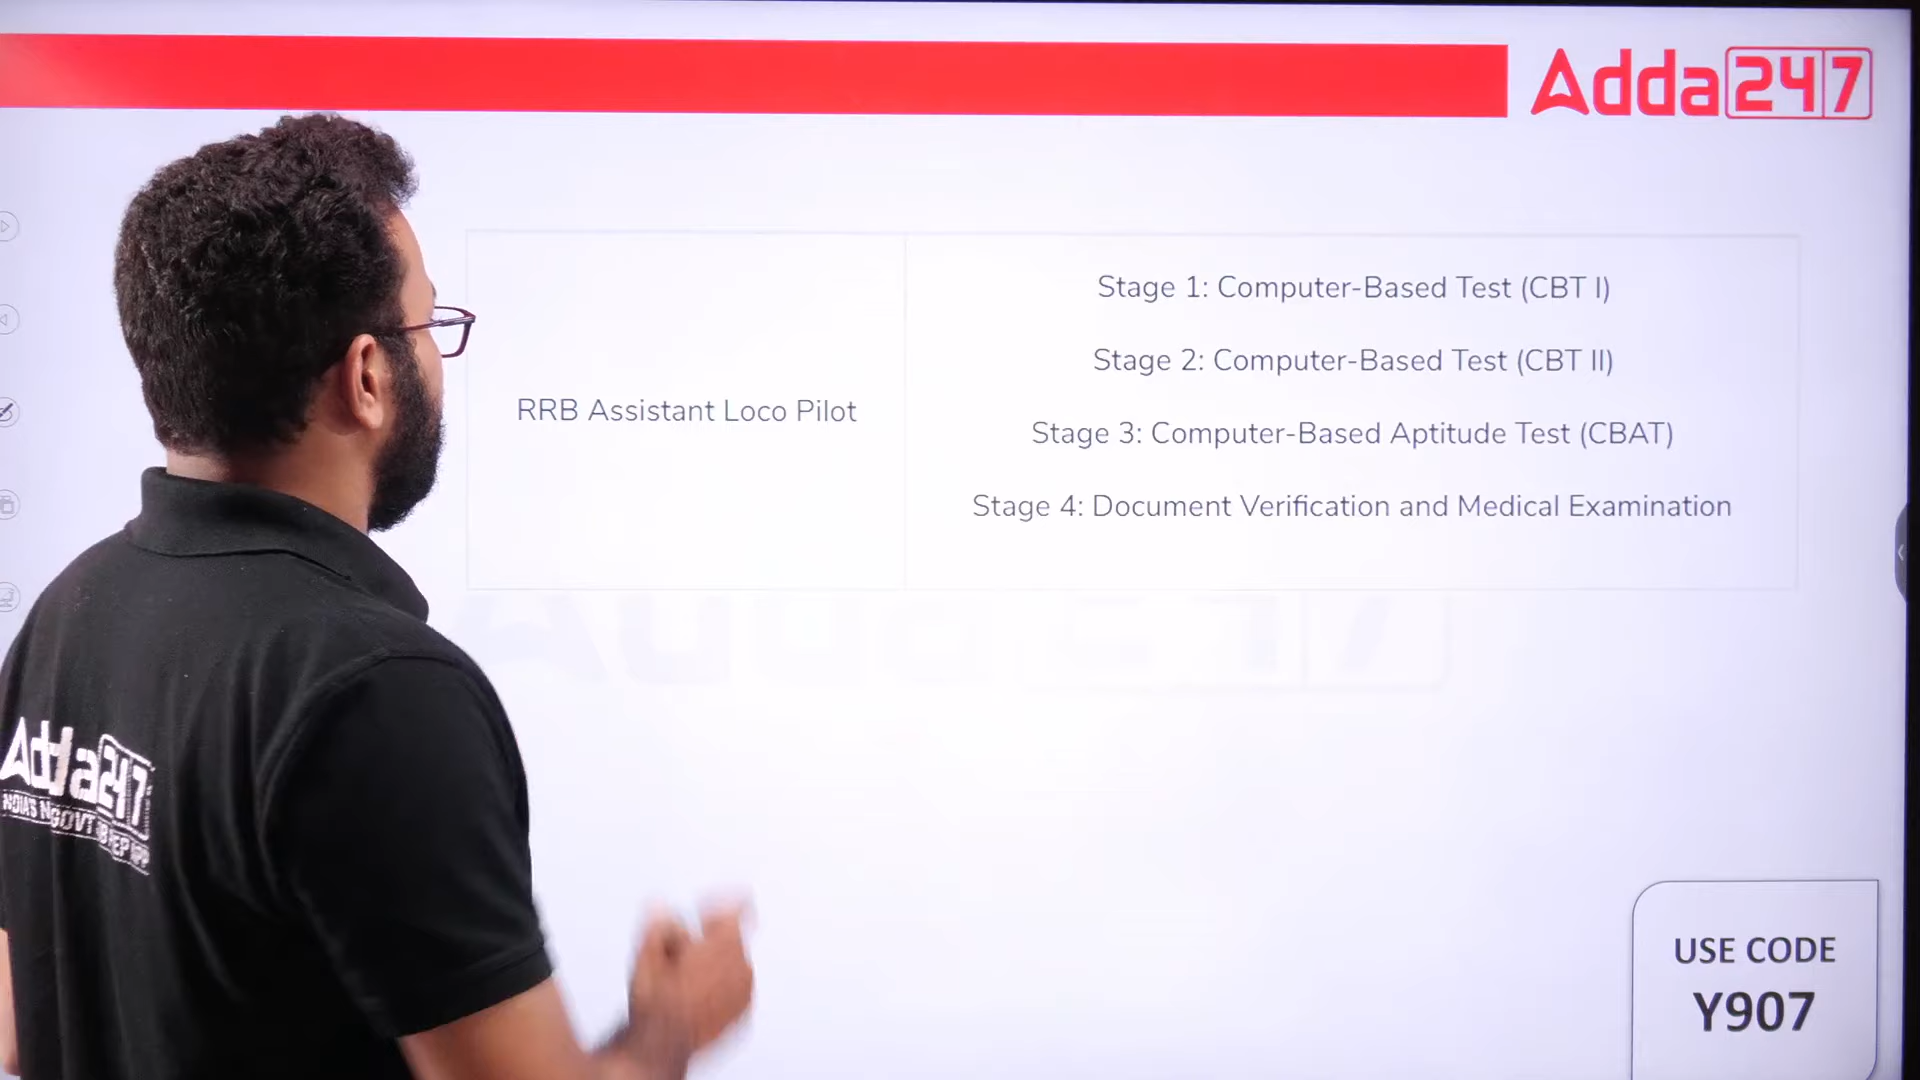 Adda247
Stage 1: Computer-Based Test (CBT I)
Stage 2: Computer-Based Test (CBT II)
RRB Assistant Loco Pilot
Stage 3: Computer-Based Aptitude Test (CBAT)
Stage 4: Document Verification and Medical Examination
Adda247
USE CODE
Y907